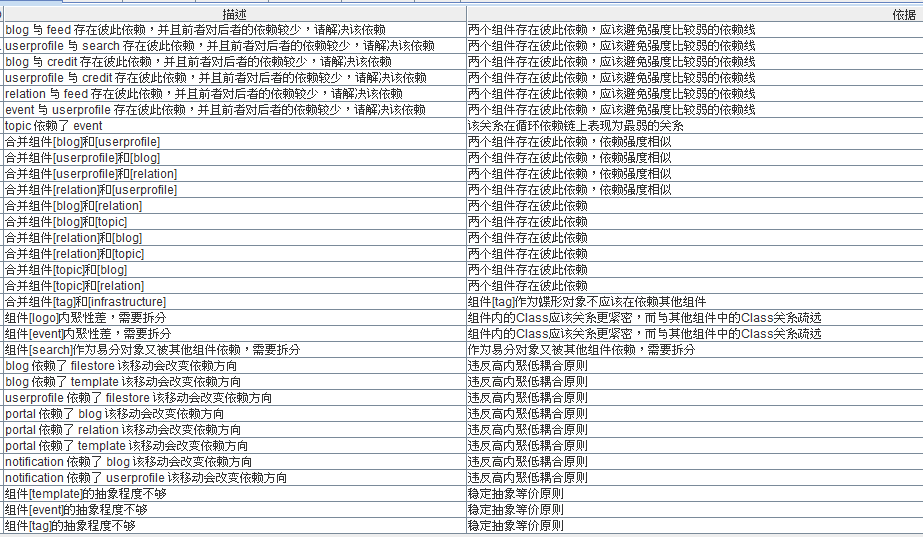 描述 依据
blog 与 feed 存在彼此依赖，并且前者对后者的依赖较少，请解决该依赖 两个组件存在彼此依赖，应该避免强度比较弱的依赖线
userprofile 与 search 存在彼此依赖，并且前者对后者的依赖较少，请解决该依赖 两个组件存在彼此依赖，应该避免强度比较弱的依赖线
blog 与 credit 存在彼此依赖，并且前者对后者的依赖较少，请解决该依赖 两个组件存在彼此依赖，应该避免强度比较弱的依赖线
userprofile 与 credit 存在彼此依赖，并且前者对后者的依赖较少，请解决该依赖 两个组件存在彼此依赖，应该避免强度比较弱的依赖线
relation 与 feed 存在彼此依赖，并且前者对后者的依赖较少，请解决该依赖 两个组件存在彼此依赖，应该避免强度比较弱的依赖线
event 与 userprofile 存在彼此依赖，并且前者对后者的依赖较少，请解决该依赖 两个组件存在彼此依赖，应该避免强度比较弱的依赖线
topic 依赖了 event 该关系在循环依赖链上表现为最弱的关系
合并组件[blog]和[userprofile] 两个组件存在彼此依赖，依赖强度相似
合并组件[userprofile]和[blog] 两个组件存在彼此依赖，依赖强度相似
合并组件[userprofile]和[relation] 两个组件存在彼此依赖，依赖强度相似
合并组件[relation]和[userprofile] 两个组件存在彼此依赖，依赖强度相似
合并组件[blog]和[relation] 两个组件存在彼此依赖
合并组件[blog]和[topic] 两个组件存在彼此依赖
合并组件[relation]和[blog] 两个组件存在彼此依赖
合并组件[relation]和[topic] 两个组件存在彼此依赖
合并组件[topic]和[blog] 两个组件存在彼此依赖
合并组件[topic]和[relation] 两个组件存在彼此依赖
合并组件[tag]和[infrastructure] 组件[tag]作为蝶形对象不应该在依赖其他组件
组件[logo]内聚性差，需要拆分 组件内的Class应该关系更紧密，而与其他组件中的Class关系疏远
组件[event]内聚性差，需要拆分 组件内的Class应该关系更紧密，而与其他组件中的Class关系疏远
组件[search]作为易分对象又被其他组件依赖，需要拆分 作为易分对象又被其他组件依赖，需要拆分
blog 依赖了 filestore 该移动会改变依赖方向 违反高内聚低耦合原则
blog 依赖了 template 该移动会改变依赖方向 违反高内聚低耦合原则
userprofile 依赖了 filestore 该移动会改变依赖方向 违反高内聚低耦合原则
portal 依赖了 blog 该移动会改变依赖方向 违反高内聚低耦合原则
portal 依赖了 relation 该移动会改变依赖方向 违反高内聚低耦合原则
portal 依赖了 template 该移动会改变依赖方向 违反高内聚低耦合原则
notification 依赖了 blog 该移动会改变依赖方向 违反高内聚低耦合原则
notification 依赖了 userprofile 该移动会改变依赖方向 违反高内聚低耦合原则
组件[template]的抽象程度不够 稳定抽象等价原则
组件[event]的抽象程度不够 稳定抽象等价原则
组件[tag]的抽象程度不够 稳定抽象等价原则